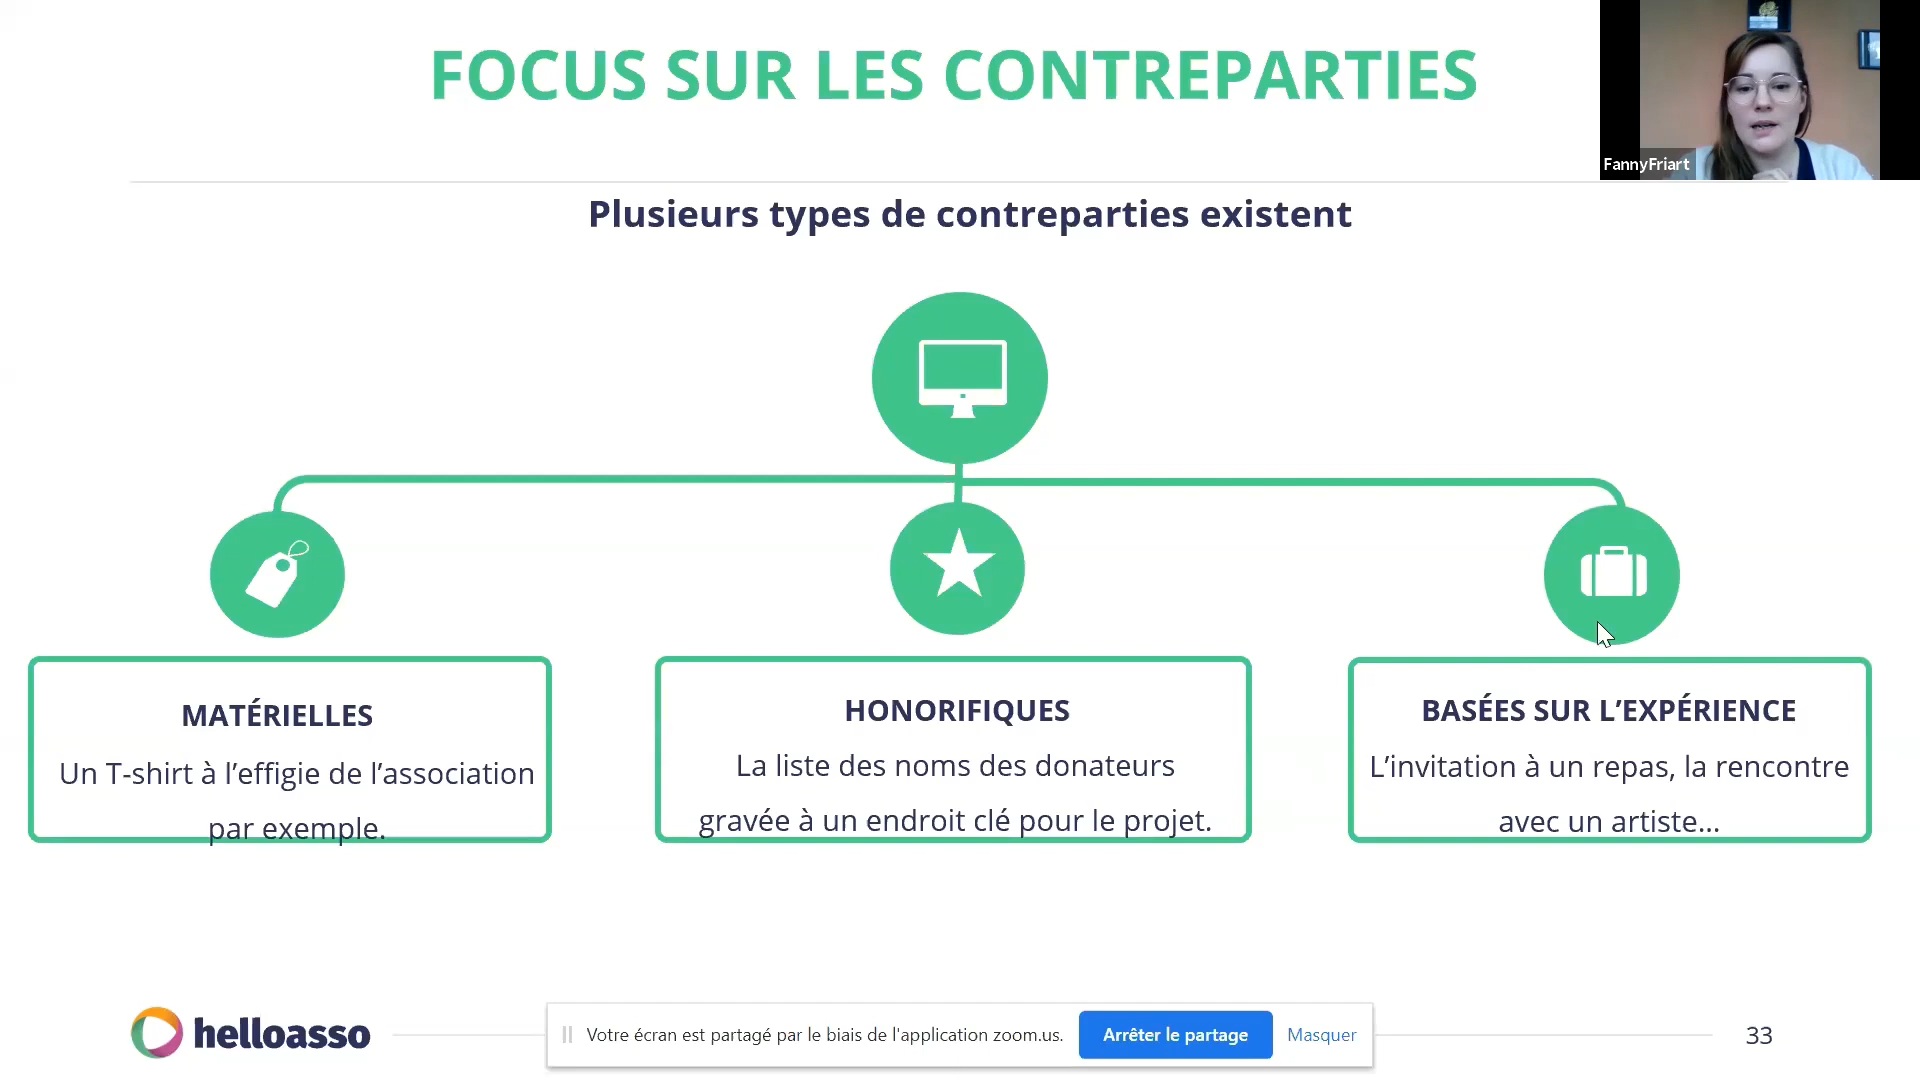 FOCUS SUR LES CONTREPARTIES
FannyFriart
Plusieurs types de contreparties existent
MATÉRIELLES
Un T-shirt à l’effigie de l’association
par exemple.
HONORIFIQUES
La liste des noms des donateurs
gravée à un endroit clé pour le projet.
BASÉES SUR L’EXPÉRIENCE
L’invitation à un repas, la rencontre
avec un artiste...
helloasso
Votre écran est partagé par le biais de l'application zoom.us.
Arrêter le partage
Masquer
33